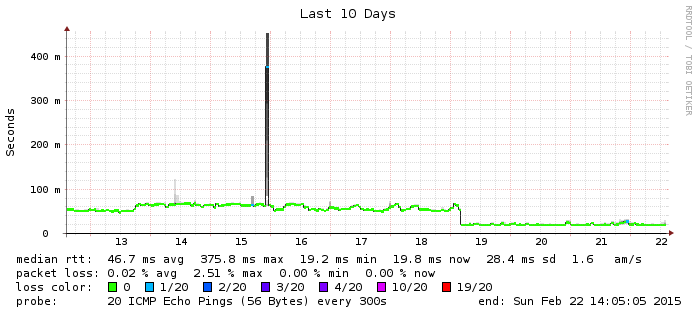 Last 10 Days
RRDTOOL / TOBI OETIKER
Seconds
400 m
300 m
200 m
100 m
0
13 14 15 16 17 18 19 20 21 22
median rtt: 46.7 ms avg 375.8 ms max 19.2 ms min 19.8 ms now 28.4 ms sd 1.6 am/s
packet loss: 0.02 % avg 2.51 % max 0.00 % min 0.00 % now
loss color: 0 1/20 2/20 3/20 4/20 10/20 19/20
probe: 20 ICMP Echo Pings (56 Bytes) every 300s end: Sun Feb 22 14:05:05 2015